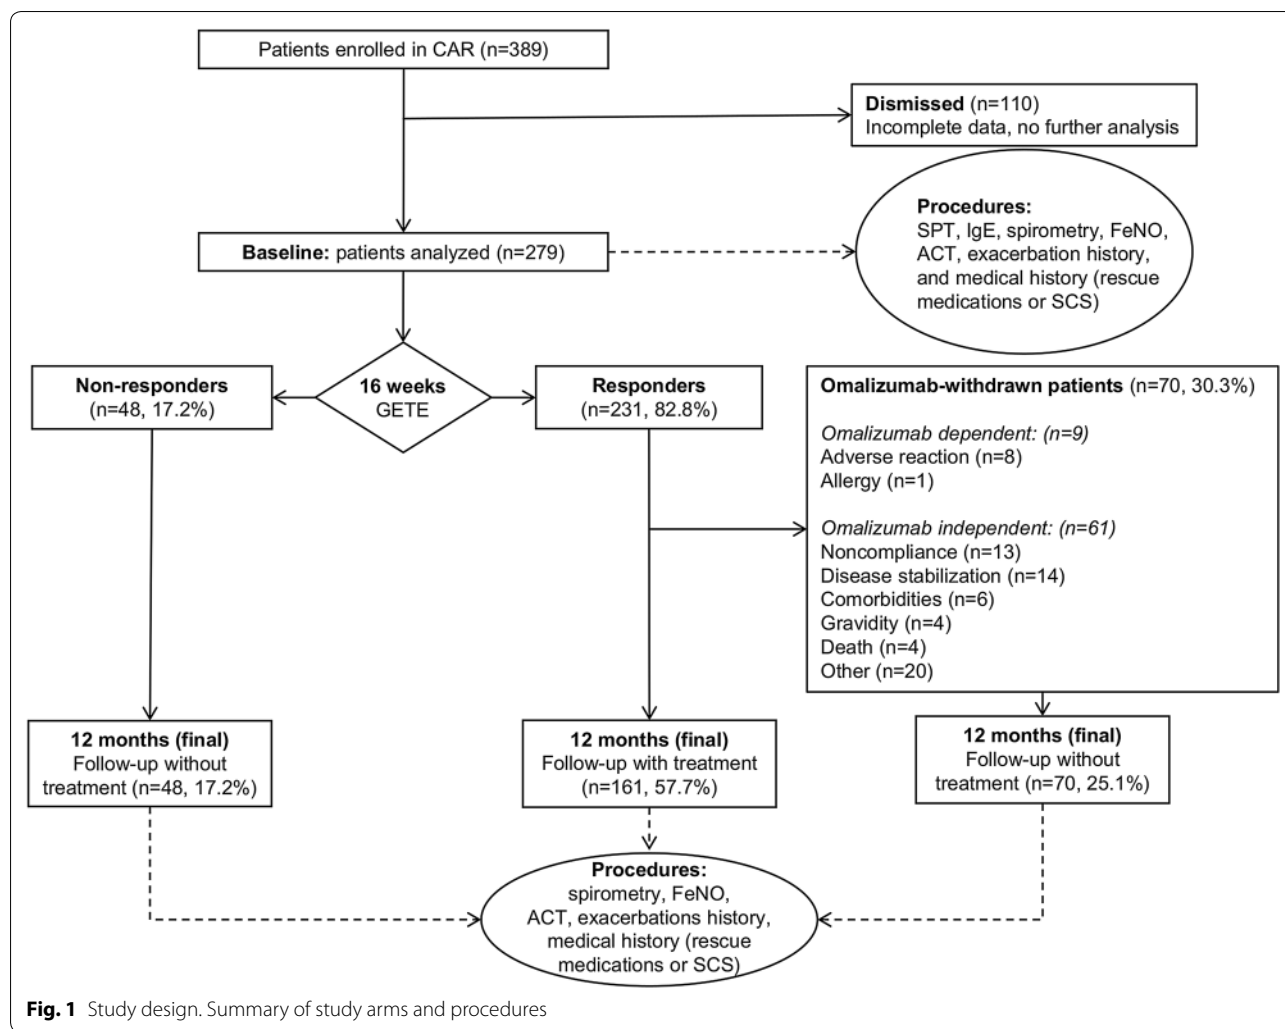 Patients enrolled in CAR (n=389)
Dismissed (n=110)
Incomplete data, no further analysis
Procedures:
SPT, IgE, spirometry, FeNO,
ACT, exacerbation history,
and medical history (rescue
medications or SCS)
Baseline: patients analyzed (n=279)
16 weeks
GETE
Non-responders
(n=48, 17.2%)
Responders
(n=231, 82.8%)
Omalizumab-withdrawn patients (n=70, 30.3%)
Omalizumab dependent: (n=9)
Adverse reaction (n=8)
Allergy (n=1)
Omalizumab independent: (n=61)
Noncompliance (n=13)
Disease stabilization (n=14)
Comorbidities (n=6)
Gravidity (n=4)
Death (n=4)
Other (n=20)
12 months (final)
Follow-up without
treatment (n=48, 17.2%)
12 months (final)
Follow-up with treatment
(n=161, 57.7%)
12 months (final)
Follow-up without
treatment (n=70, 25.1%)
Procedures:
spirometry, FeNO,
ACT, exacerbations history,
medical history (rescue
medications or SCS)
Fig. 1 Study design. Summary of study arms and procedures